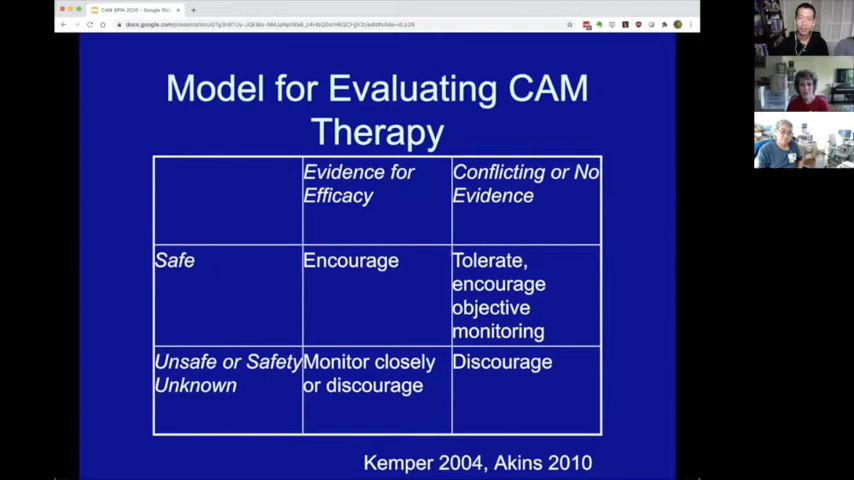 CAM SPIN 2020 - Google Slid
Model for Evaluating CAM
Therapy
Evidence for
Efficacy
Conflicting or No
Evidence
Safe
Encourage
Tolerate,
encourage
objective
monitoring
Unsafe or Safety
Unknown
Monitor closely
or discourage
Discourage
Kemper 2004, Akins 2010